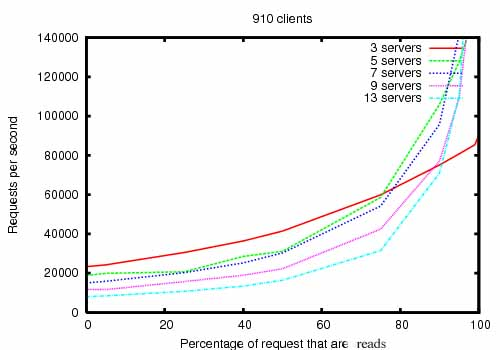 910 clients
140000
120000
100000
80000
60000
40000
20000
0
Requests per second
3 servers
5 servers
7 servers
9 servers
13 servers
0 20 40 60 80 100
Percentage of request that are reads